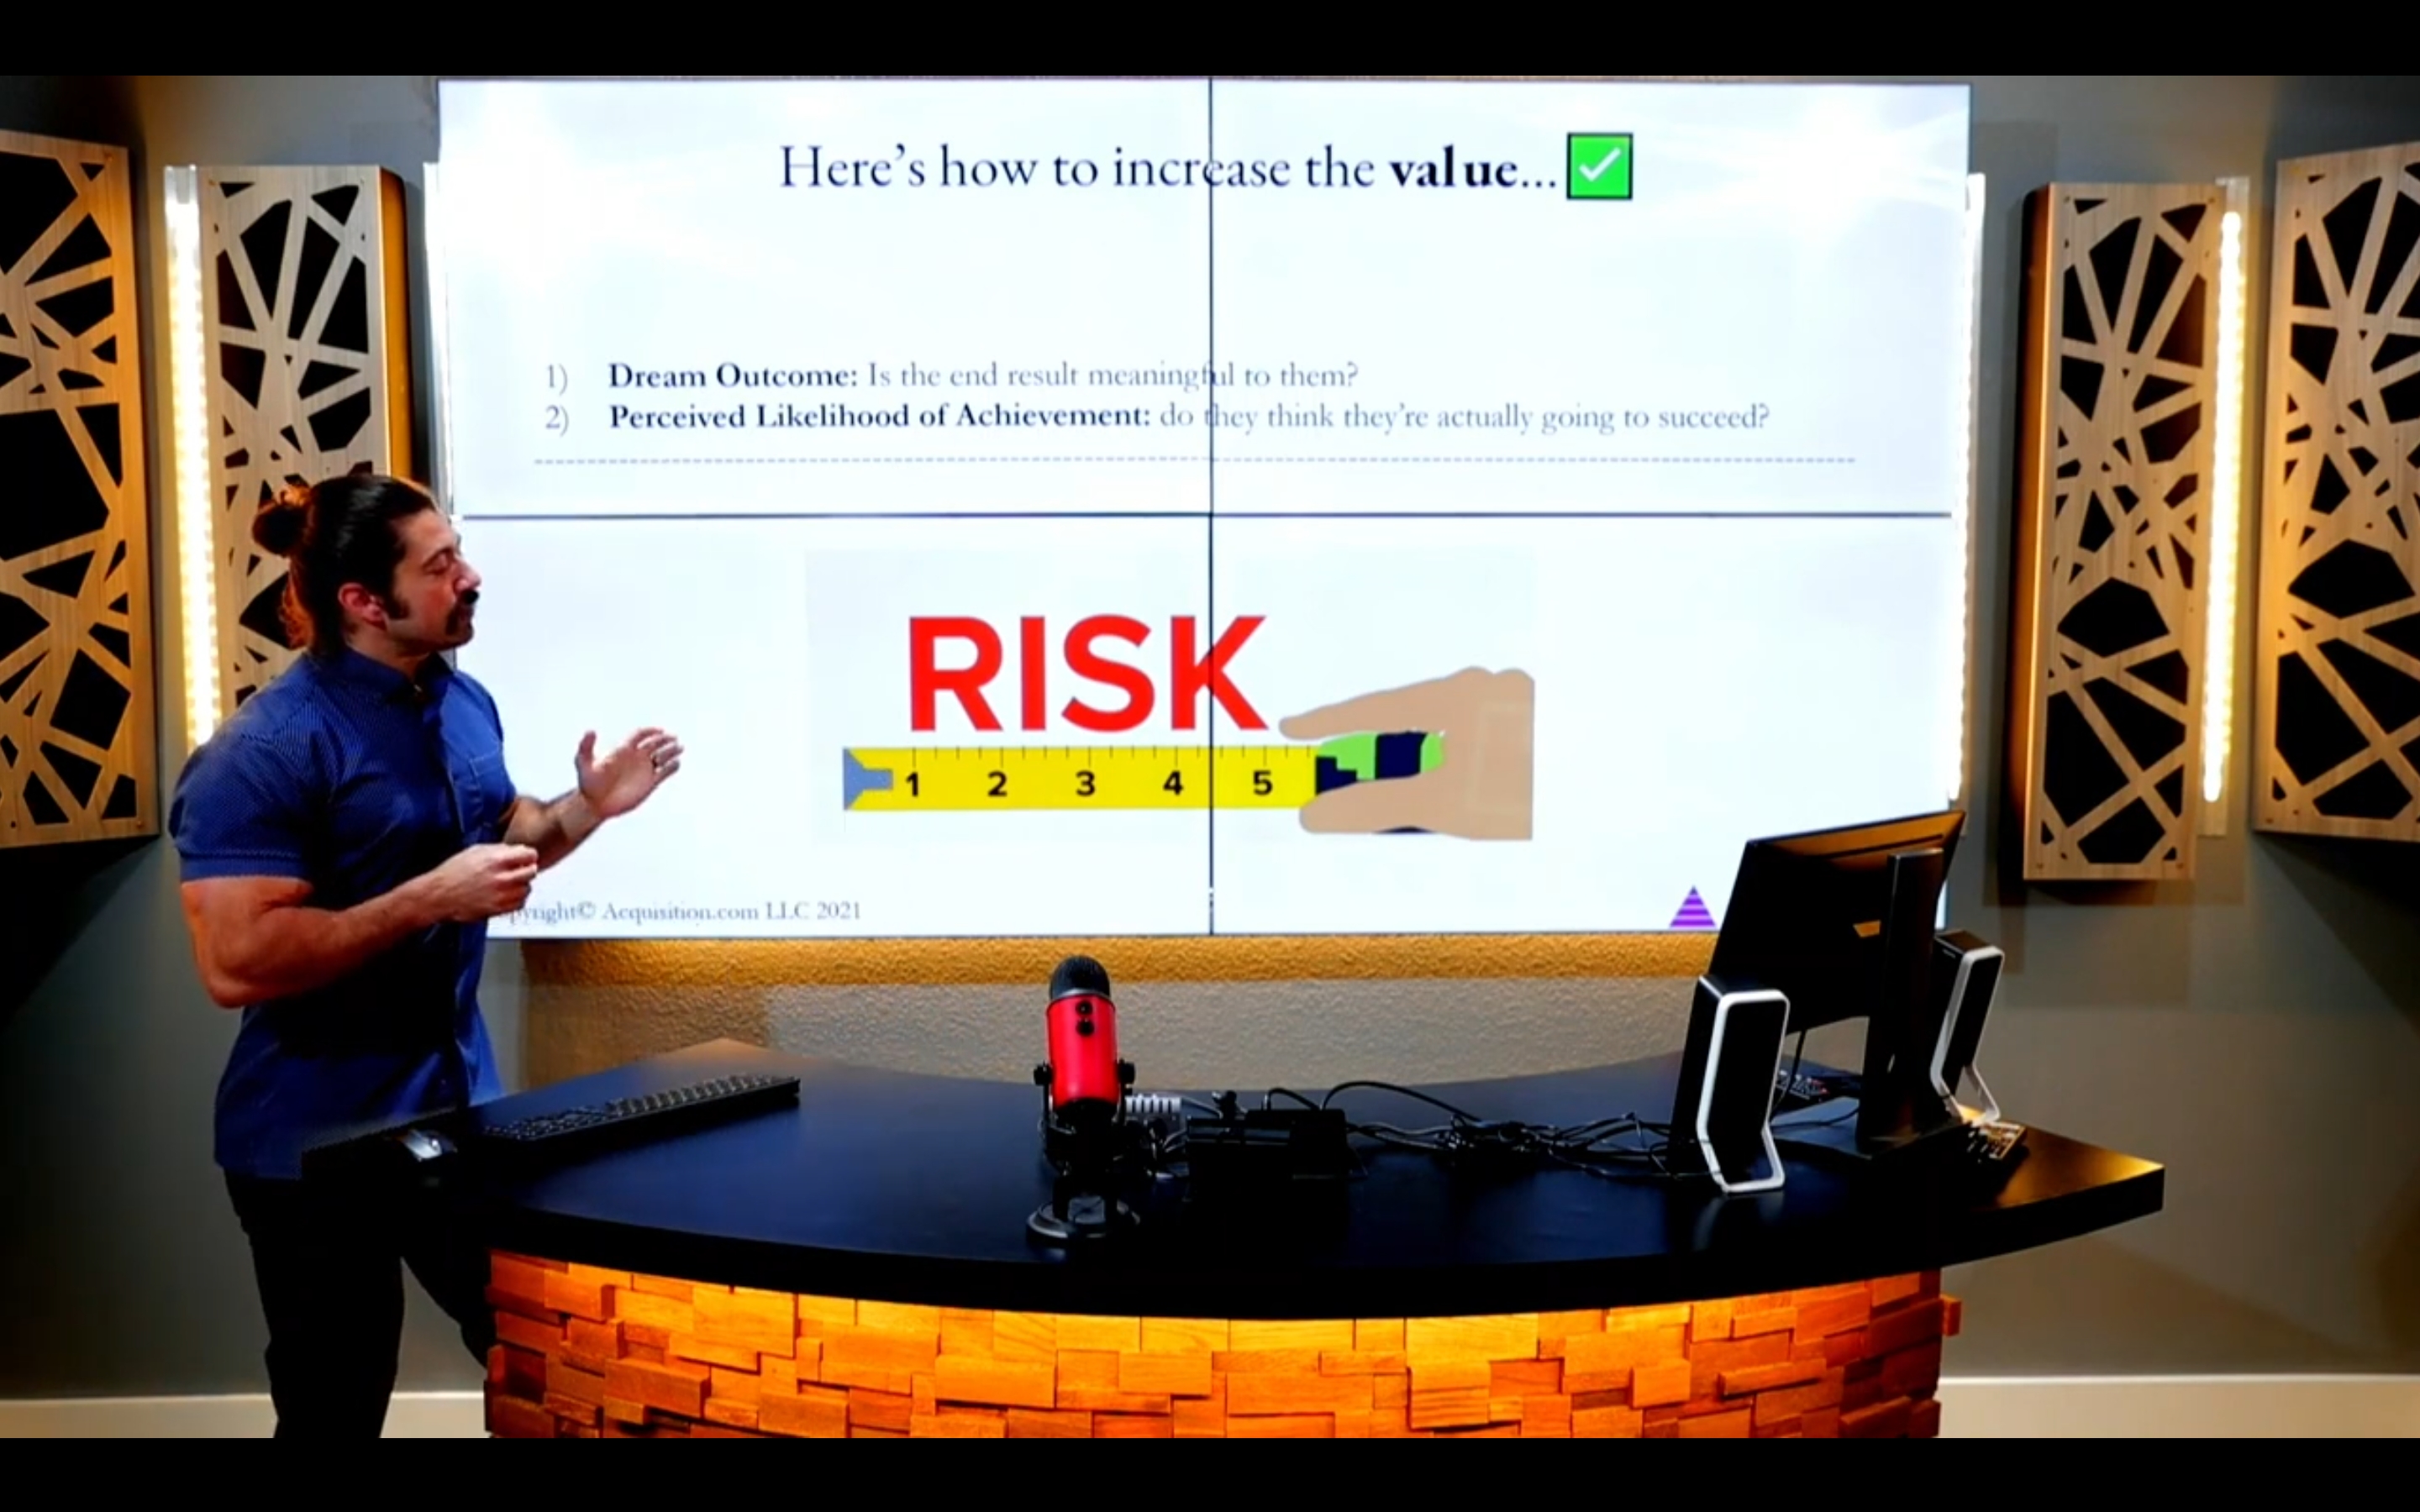 Here's how to increase the value...
1) Dream Outcome: Is the end result meaningful to them?
2) Perceived Likelihood of Achievement: do they think they're actually going to succeed?
RISK
1 2 3 4 5
pyright© Acquisition.com LLC 2021